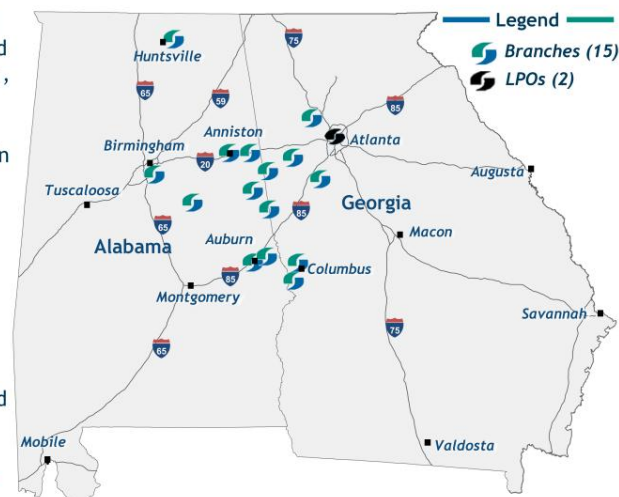 Legend
Branches (15)
LPOs (2)
d
,
n
d
Huntsville
75
65
59
85
Birmingham
Anniston
20
Atlanta
Augusta
Tuscaloosa
65
85
Georgia
Alabama
Auburn
Macon
85
Columbus
Montgomery
Savannah
65
75
Mobile
Valdosta